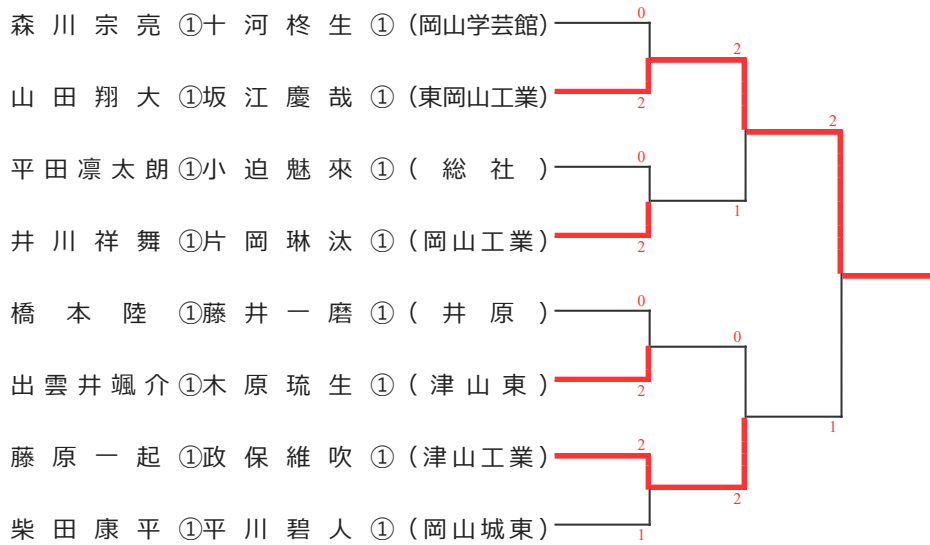 森川宗亮①十河柊生①(岡山学芸館)
0
2
山田翔大①坂江慶哉①(東岡山工業)
2
2
平田凛太朗①小迫魅來①(総社)
0
1
井川祥舞①片岡琳汰①(岡山工業)
2
橋本陸①藤井一磨①(井原)
0
0
出雲井颯介①木原琉生①(津山東)
2
1
藤原一起①政保維吹①(津山工業)
2
2
柴田康平①平川碧人①(岡山城東)
1